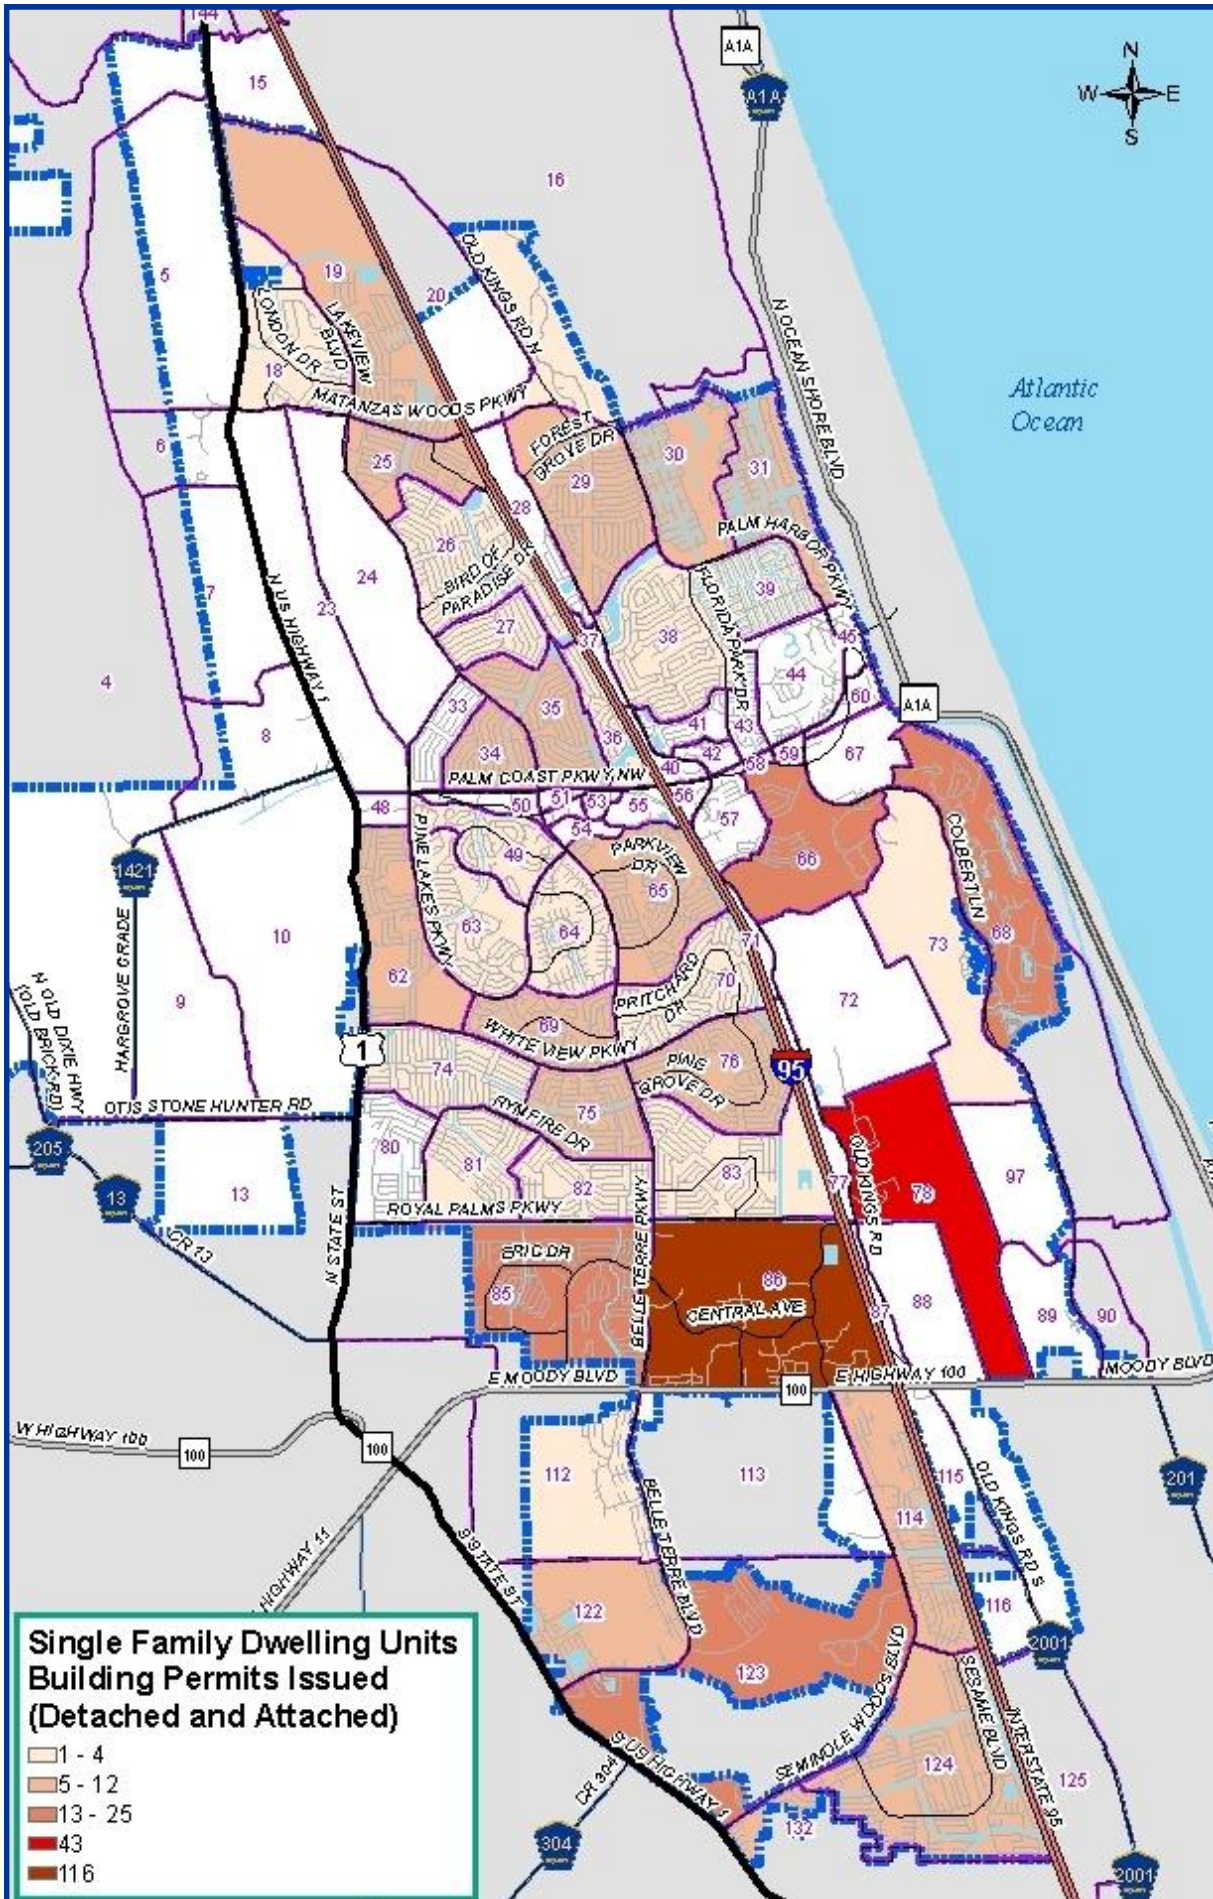 144
A1A
15
A1A
N
W E
S
16
5
19
20
OLD KINGS RD N
LONDON DR
LAKEVIEW
BLVD
18
MATANZAS WOODS PKWY
N OCEAN SHORE BLVD
Atlantic
Ocean
6
25
FOREST
GROVE DR
29
30
31
28
26
BIRD OF
PARADISE DR
PALM HARBOR PKWY
7
N US HIGHWAY 1
23
24
27
37
38
FLORIDA PARK DR
39
45
44
4
8
33
35
34
36
41
43
42
60
A1A
59
67
58
40
PALM COAST PKWY NW
48
50
51
53
55
56
54
57
1421
PINE LAKES PKWY
49
PARKVIEW
DR
65
66
COLBERT LN
63
64
10
HARGROVE GRADE
9
62
71
73
68
70
PRITCHARD
DR
72
69
WHITE VIEW PKWY
N OLD DIXIE HWY
(OLD BRICK RD)
1
74
76
PINE
GROVE DR
95
OTIS STONE HUNTER RD
RYMFIRE DR
75
205
13
13
80
81
82
83
77
OLD KINGS RD
78
97
ROYAL PALMS PKWY
CR 13
N STATE ST
ERIC DR
85
BELLE TERRE PKWY
86
CENTRAL AVE
87
88
89
90
E MOODY BLVD
E HIGHWAY 100
MOODY BLVD
100
W HIGHWAY 100
100
100
112
113
BELLE TERRE BLVD
114
115
OLD KINGS RD S
201
HIGHWAY 11
S STATE ST
122
116
2001
123
SEMINOLE WOODS BLVD
SESAME BLVD
INTERSTATE 95
124
125
S US HIGHWAY 1
CR 304
304
132
2001
Single Family Dwelling Units
Building Permits Issued
(Detached and Attached)
1 - 4
5 - 12
13 - 25
43
116